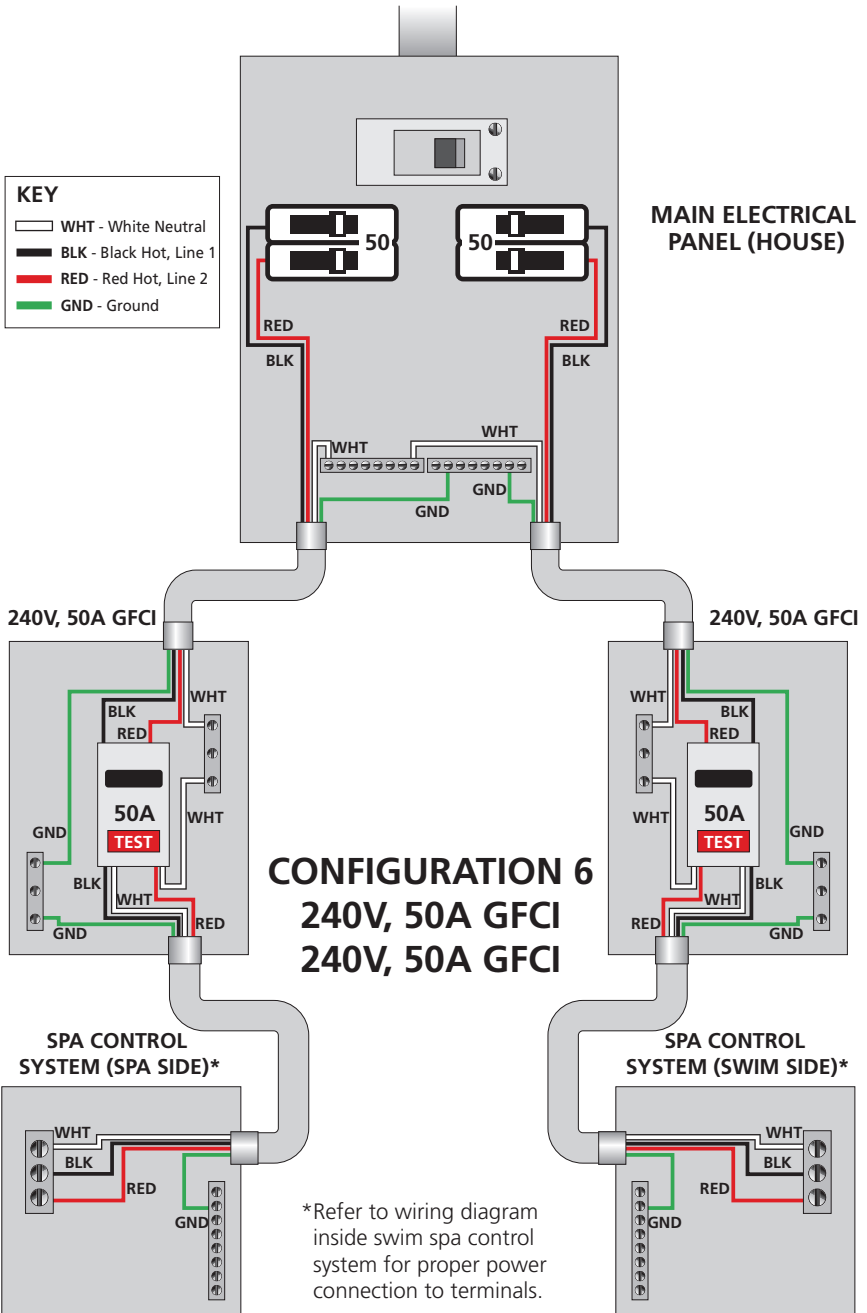 KEY
WHT - White Neutral
BLK - Black Hot, Line 1
RED - Red Hot, Line 2
GND - Ground
MAIN ELECTRICAL
PANEL (HOUSE)
50
50
RED
RED
BLK
BLK
WHT
WHT
GND
GND
240V, 50A GFCI
240V, 50A GFCI
WHT
BLK
RED
50A
TEST
WHT
GND
BLK
WHT
RED
GND
WHT
BLK
RED
50A
TEST
WHT
GND
BLK
WHT
RED
GND
CONFIGURATION 6
240V, 50A GFCI
240V, 50A GFCI
SPA CONTROL
SYSTEM (SPA SIDE)*
WHT
BLK
RED
GND
SPA CONTROL
SYSTEM (SWIM SIDE)*
WHT
BLK
RED
GND
*Refer to wiring diagram
inside swim spa control
system for proper power
connection to terminals.